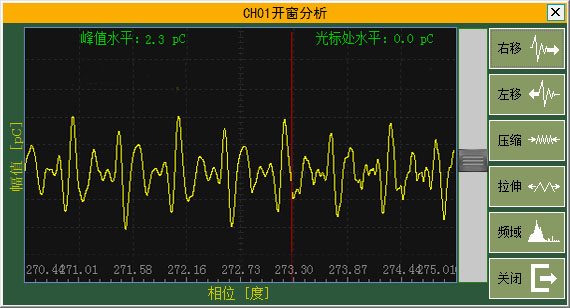 CH01开窗分析
峰值水平: 2.3 pC
光标处水平: 0.0 pC
幅值 [pC]
270.44 271.01 271.58 272.16 272.73 273.30 273.87 274.44 275.01
相位 [度]
右移
左移
压缩
拉伸
频域
关闭